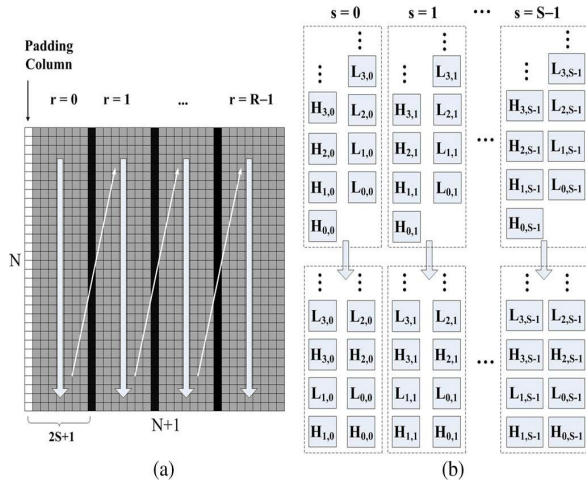 Padding
Column
r = 0 r = 1 ... r = R−1
N
N+1
2S+1
(a)
s = 0 s = 1 ... s = S−1
L3,0 L3,1 L3,S-1
H3,0 L2,0 H3,1 L2,1 H3,S-1 L2,S-1
H2,0 L1,0 H2,1 L1,1 ... H2,S-1 L1,S-1
H1,0 L0,0 H1,1 L0,1 H1,S-1 L0,S-1
H0,0 H0,1 H0,S-1
L3,0 L2,0 L3,1 L2,1 L3,S-1 L2,S-1
H3,0 H2,0 H3,1 H2,1 ... H3,S-1 H2,S-1
L1,0 L0,0 L1,1 L0,1 L1,S-1 L0,S-1
H1,0 H0,0 H1,1 H0,1 H1,S-1 H0,S-1
(b)